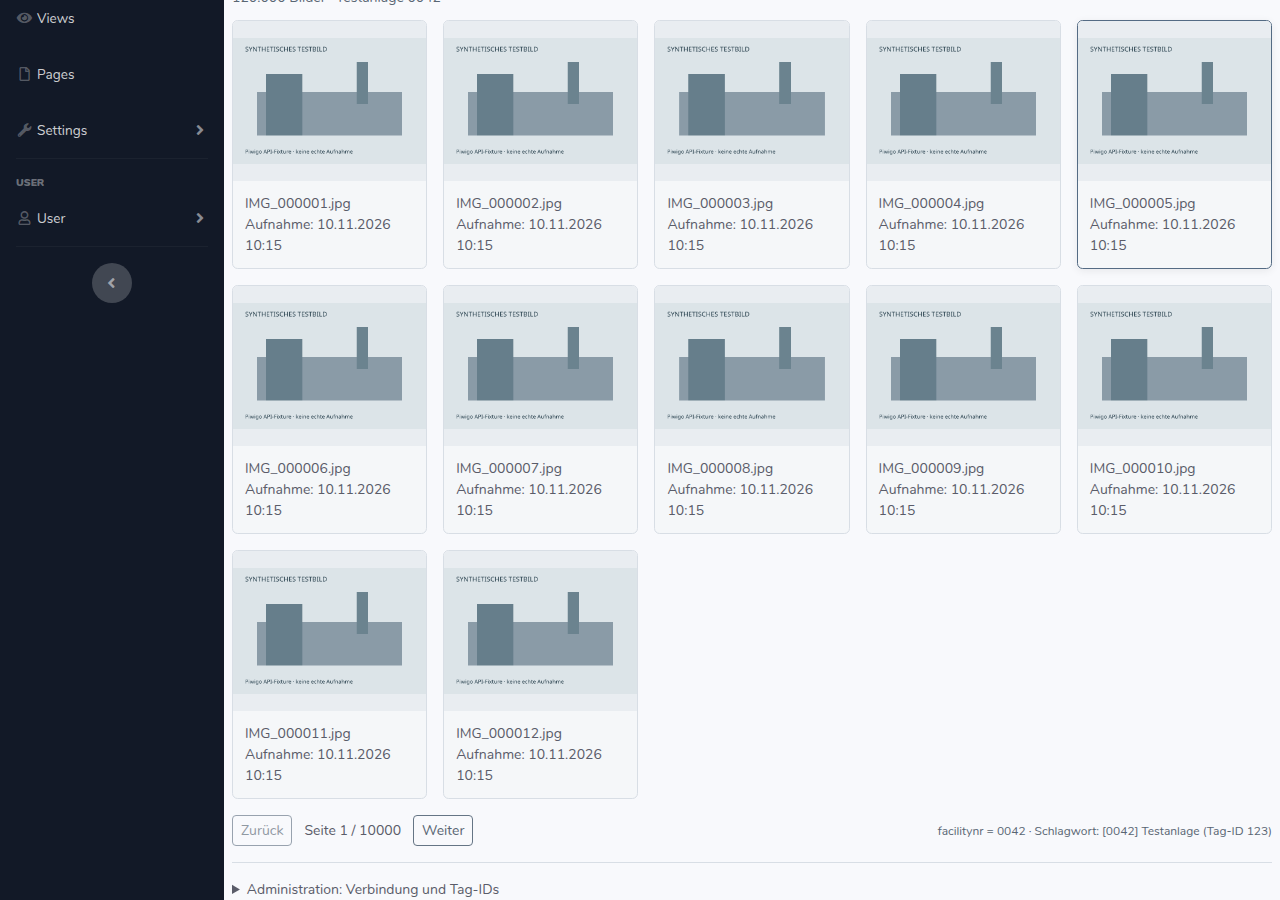 120.000 Bilder · Testanlage 0042
Views
Pages
Settings
USER
User
SYNTHETISCHES TESTBILD
Piwigo API-Fixture - keine echte Aufnahme
IMG_000001.jpg
Aufnahme: 10.11.2026
10:15
SYNTHETISCHES TESTBILD
Piwigo API-Fixture - keine echte Aufnahme
IMG_000002.jpg
Aufnahme: 10.11.2026
10:15
SYNTHETISCHES TESTBILD
Piwigo API-Fixture - keine echte Aufnahme
IMG_000003.jpg
Aufnahme: 10.11.2026
10:15
SYNTHETISCHES TESTBILD
Piwigo API-Fixture - keine echte Aufnahme
IMG_000004.jpg
Aufnahme: 10.11.2026
10:15
SYNTHETISCHES TESTBILD
Piwigo API-Fixture - keine echte Aufnahme
IMG_000005.jpg
Aufnahme: 10.11.2026
10:15
SYNTHETISCHES TESTBILD
Piwigo API-Fixture - keine echte Aufnahme
IMG_000006.jpg
Aufnahme: 10.11.2026
10:15
SYNTHETISCHES TESTBILD
Piwigo API-Fixture - keine echte Aufnahme
IMG_000007.jpg
Aufnahme: 10.11.2026
10:15
SYNTHETISCHES TESTBILD
Piwigo API-Fixture - keine echte Aufnahme
IMG_000008.jpg
Aufnahme: 10.11.2026
10:15
SYNTHETISCHES TESTBILD
Piwigo API-Fixture - keine echte Aufnahme
IMG_000009.jpg
Aufnahme: 10.11.2026
10:15
SYNTHETISCHES TESTBILD
Piwigo API-Fixture - keine echte Aufnahme
IMG_000010.jpg
Aufnahme: 10.11.2026
10:15
SYNTHETISCHES TESTBILD
Piwigo API-Fixture - keine echte Aufnahme
IMG_000011.jpg
Aufnahme: 10.11.2026
10:15
SYNTHETISCHES TESTBILD
Piwigo API-Fixture - keine echte Aufnahme
IMG_000012.jpg
Aufnahme: 10.11.2026
10:15
Zurück
Seite 1 / 10000
Weiter
facilitynr = 0042 · Schlagwort: [0042] Testanlage (Tag-ID 123)
Administration: Verbindung und Tag-IDs